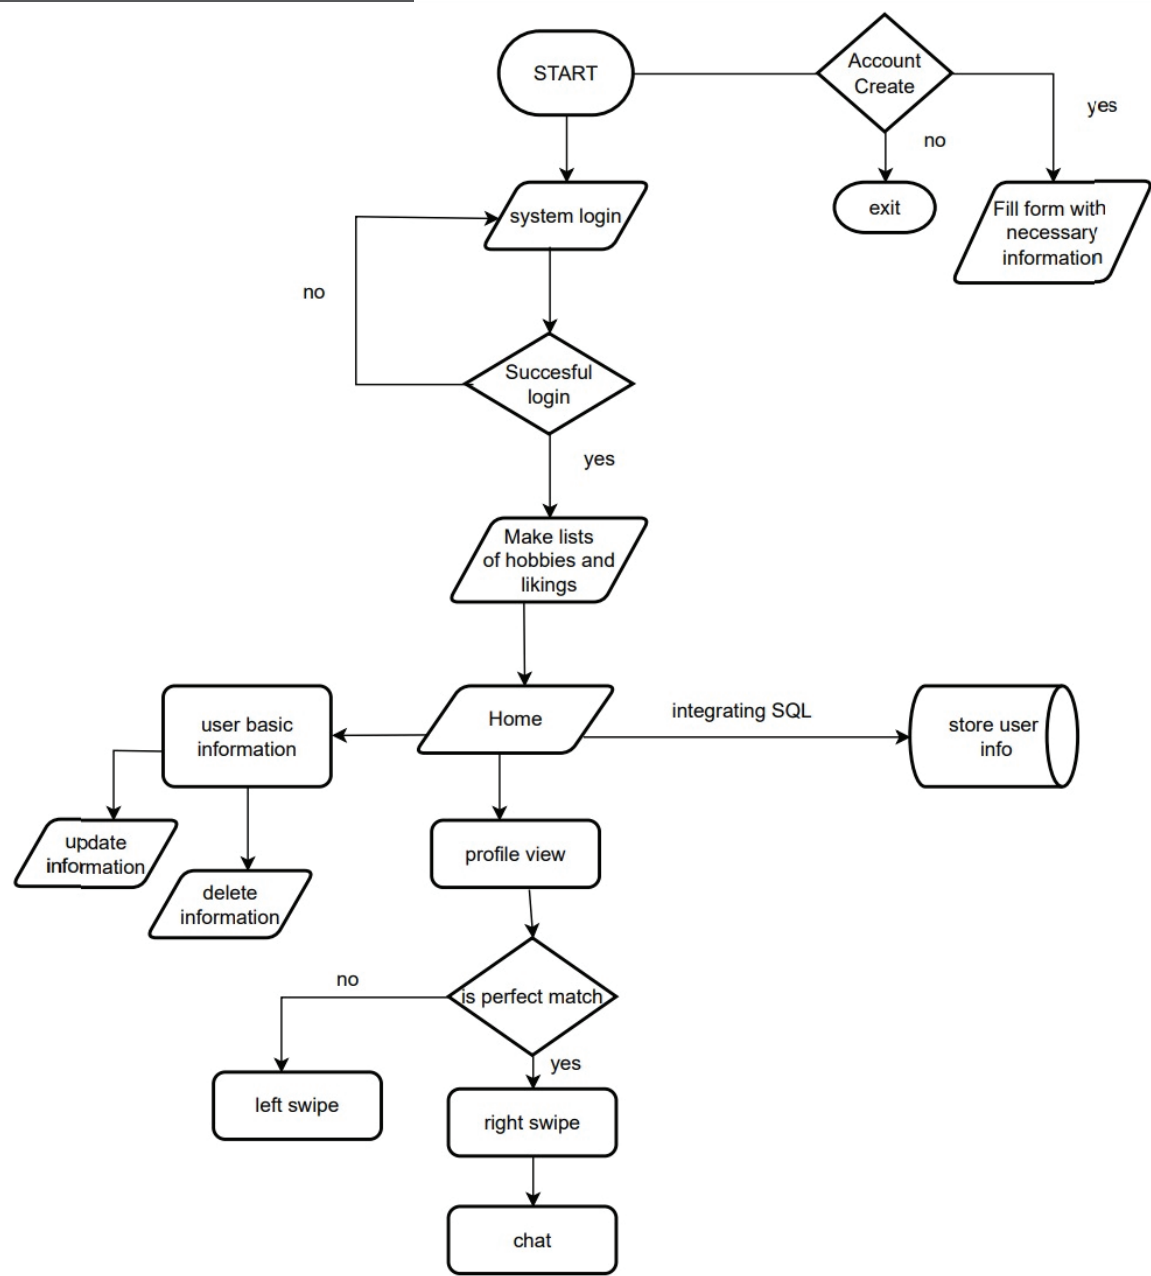 START
Account
Create
yes
no
system login
exit
Fill form with
necessary
information
no
Succesful
login
yes
Make lists
of hobbies and
likings
user basic
information
Home
integrating SQL
store user
info
update
information
delete
information
profile view
no
is perfect match
yes
left swipe
right swipe
chat